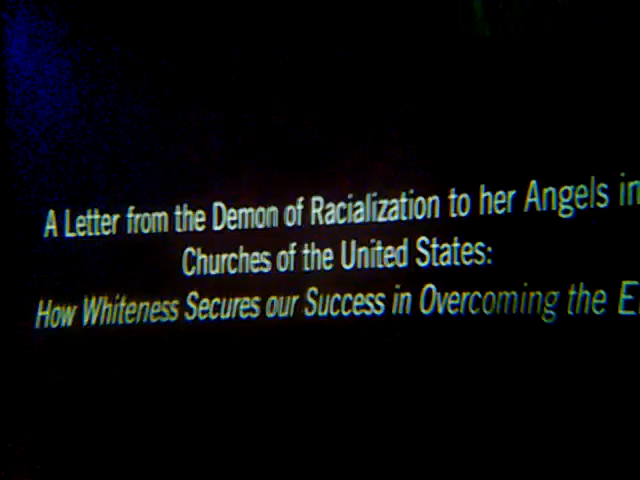 A Letter from the Demon of Racialization to her Angels in
Churches of the United States:
How Whiteness Secures our Success in Overcoming the